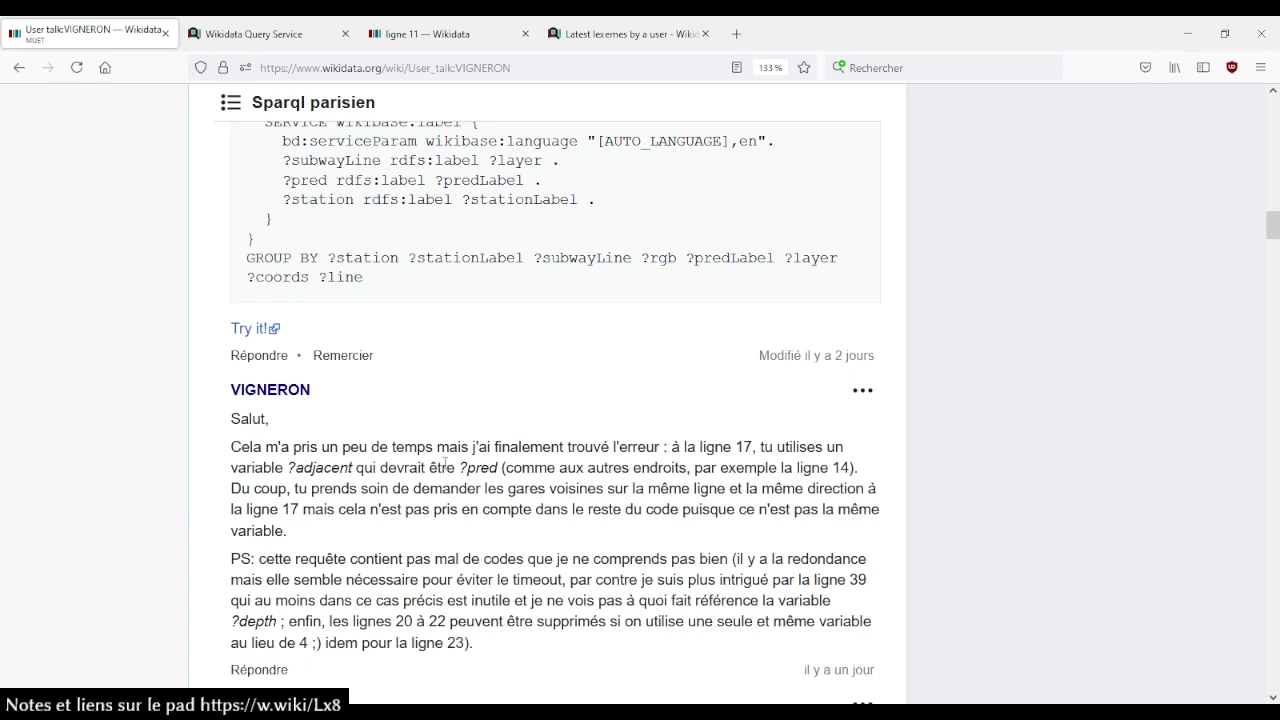 User talk:VIGNERON — Wikidata
MUET
Wikidata Query Service
ligne 11 — Wikidata
Latest lexemes by a user - Wikid
https://www.wikidata.org/wiki/User_talk:VIGNERON
133 %
Rechercher
Sparql parisien
SERVICE wikibase:label {
bd:serviceParam wikibase:language "[AUTO_LANGUAGE],en".
?subwayLine rdfs:label ?layer .
?pred rdfs:label ?predLabel .
?station rdfs:label ?stationLabel .
}
}
GROUP BY ?station ?stationLabel ?subwayLine ?rgb ?predLabel ?layer
?coords ?line
Try it!
Répondre • Remercier
Modifié il y a 2 jours
VIGNERON
Salut,
Cela m'a pris un peu de temps mais j'ai finalement trouvé l'erreur : à la ligne 17, tu utilises un
variable ?adjacent qui devrait être ?pred (comme aux autres endroits, par exemple la ligne 14).
Du coup, tu prends soin de demander les gares voisines sur la même ligne et la même direction à
la ligne 17 mais cela n'est pas pris en compte dans le reste du code puisque ce n'est pas la même
variable.
PS: cette requête contient pas mal de codes que je ne comprends pas bien (il y a la redondance
mais elle semble nécessaire pour éviter le timeout, par contre je suis plus intrigué par la ligne 39
qui au moins dans ce cas précis est inutile et je ne vois pas à quoi fait référence la variable
?depth ; enfin, les lignes 20 à 22 peuvent être supprimés si on utilise une seule et même variable
au lieu de 4 ;) idem pour la ligne 23).
Répondre
il y a un jour
Notes et liens sur le pad https://w.wiki/Lx8